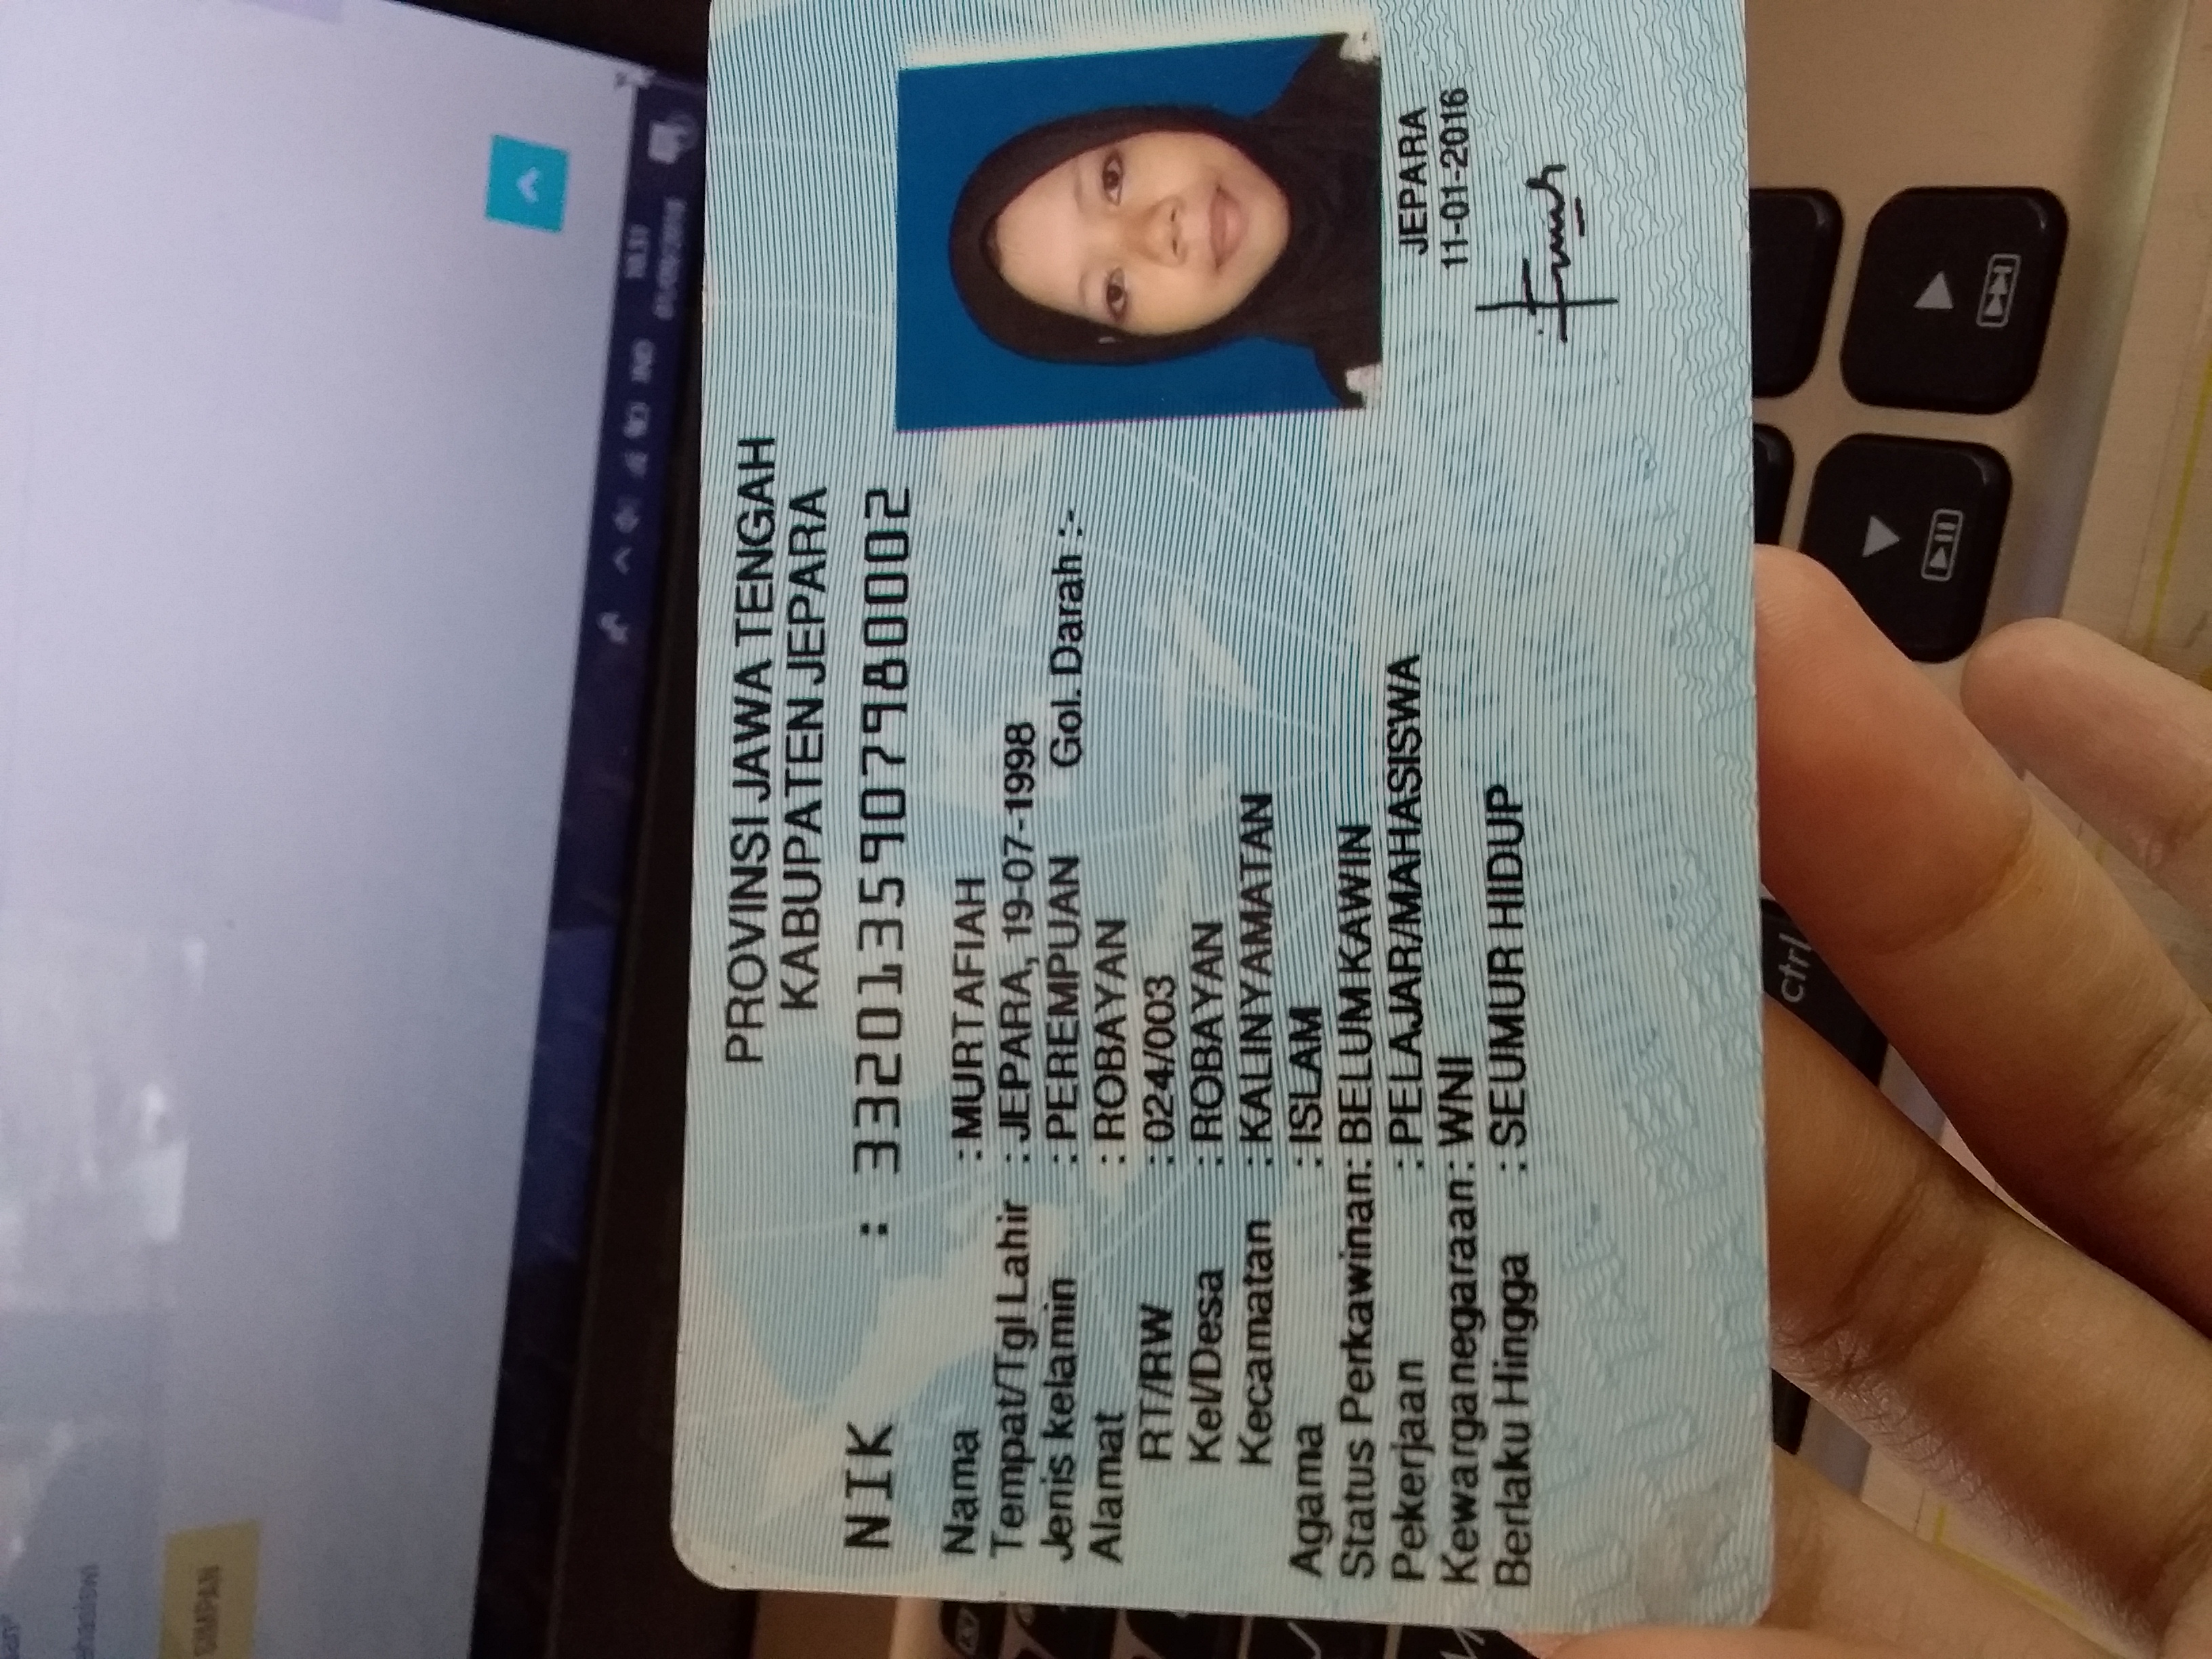 SIMPAN
IND
PROVINSI JAWA TENGAH
KABUPATEN JEPARA
NIK : 3320135907980002
Nama : MURTAFIAH
Tempat/Tgl Lahir : JEPARA, 19-07-1998
Jenis kelamin : PEREMPUAN Gol. Darah :-
Alamat : ROBAYAN
RT/RW : 024/003
Kel/Desa : ROBAYAN
Kecamatan : KALINYAMATAN
Agama : ISLAM
Status Perkawinan: BELUM KAWIN
Pekerjaan : PELAJAR/MAHASISWA
Kewarganegaraan: WNI
Berlaku Hingga : SEUMUR HIDUP
JEPARA
11-01-2016
ctrl